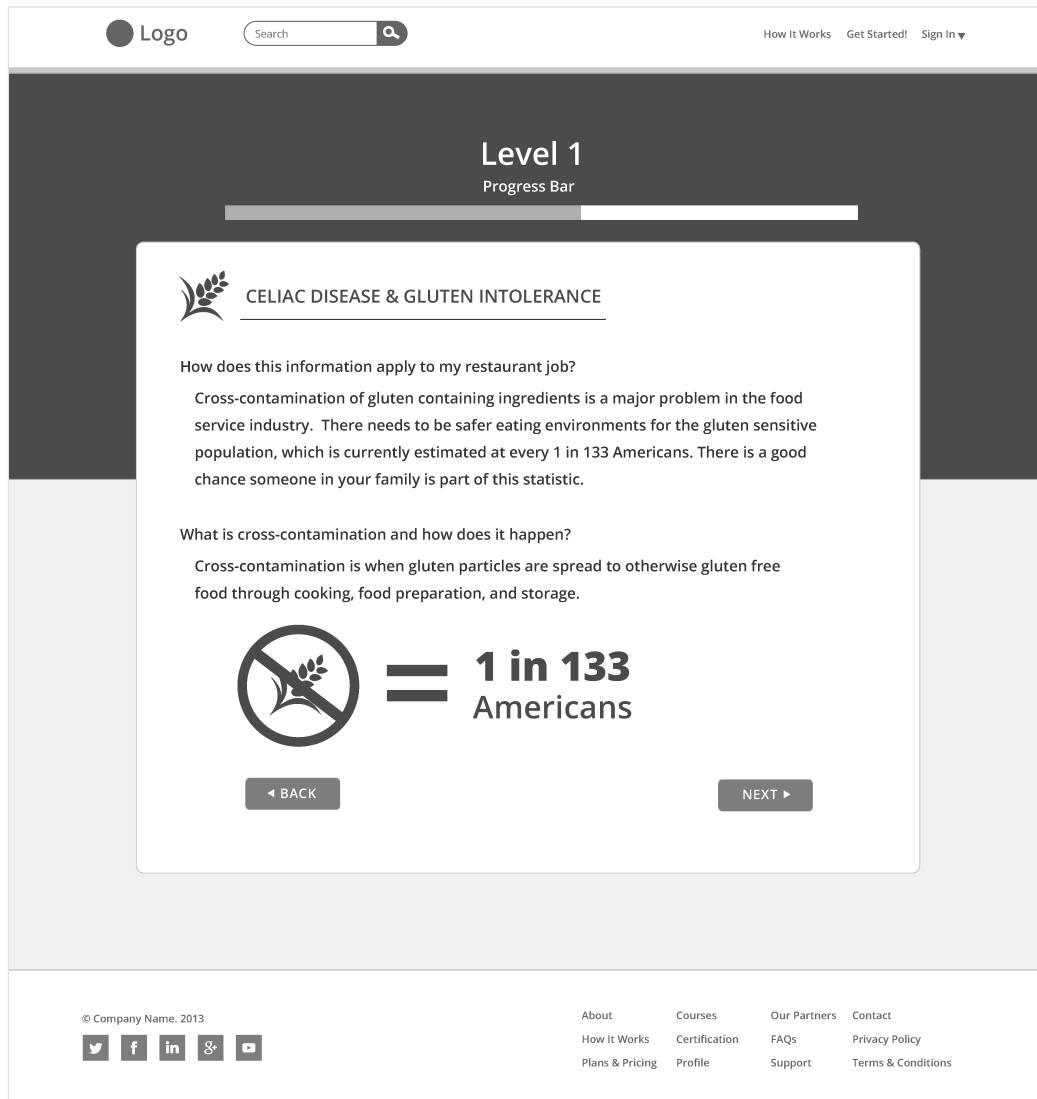 Logo
Search
How It Works
Get Started!
Sign In
Level 1
Progress Bar
CELIAC DISEASE & GLUTEN INTOLERANCE
How does this information apply to my restaurant job?
Cross-contamination of gluten containing ingredients is a major problem in the food
service industry.  There needs to be safer eating environments for the gluten sensitive
population, which is currently estimated at every 1 in 133 Americans. There is a good
chance someone in your family is part of this statistic.
What is cross-contamination and how does it happen?
Cross-contamination is when gluten particles are spread to otherwise gluten free
food through cooking, food preparation, and storage.
1 in 133
Americans
BACK
NEXT
© Company Name. 2013
About
How It Works
Plans & Pricing
Courses
Certification
Profile
Our Partners
FAQs
Support
Contact
Privacy Policy
Terms & Conditions